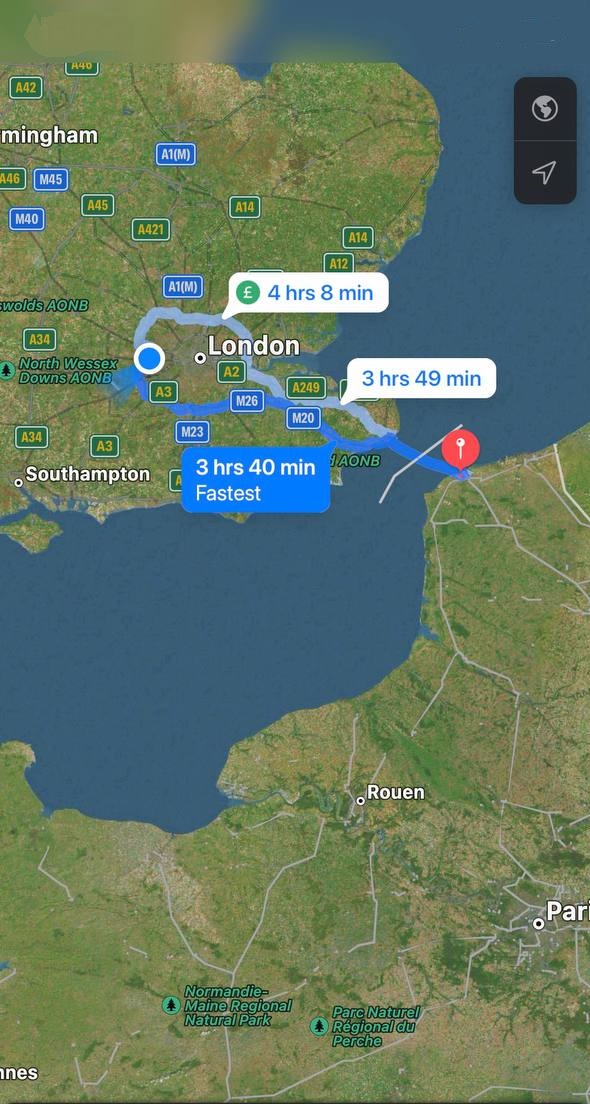 A46
A42
mingham
A1(M)
A46
M45
M40
A45
A14
A421
A14
A12
A1(M)
£ 4 hrs 8 min
swolds AONB
A34
London
North Wessex
Downs AONB
A2
3 hrs 49 min
A3
A249
M26
M20
M23
A34
A3
d AONB
3 hrs 40 min
Fastest
Southampton
Rouen
Pari
Normandie-
Maine Regional
Natural Park
Parc Naturel
Régional du
Perche
nnes